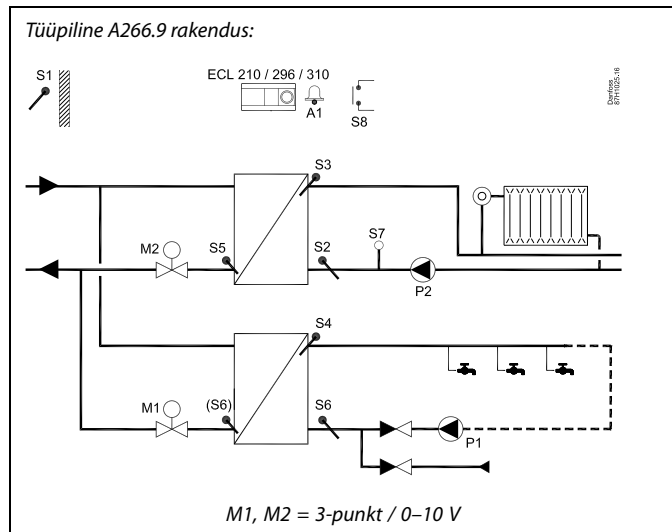 Tüüpiline A266.9 rakendus:
S1
ECL 210 / 296 / 310
A1
S8
Danfoss
87H1025.16
S3
M2
S5
S2
S7
P2
S4
M1
(S6)
S6
P1
M1, M2 = 3-punkt / 0–10 V